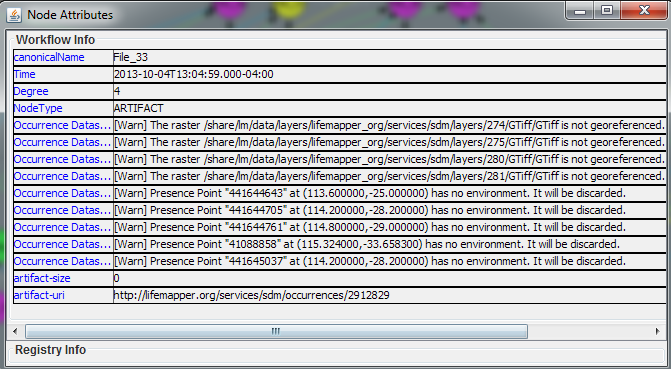 Node Attributes
Workflow Info
canonicalName File_33
Time 2013-10-04T13:04:59.000-04:00
Degree 4
NodeType ARTIFACT
Occurrence Datas... [Warn] The raster /share/lm/data/layers/lifemapper_org/services/sdm/layers/274/GTiff/GTiff is not georeferenced.
Occurrence Datas... [Warn] The raster /share/lm/data/layers/lifemapper_org/services/sdm/layers/275/GTiff/GTiff is not georeferenced.
Occurrence Datas... [Warn] The raster /share/lm/data/layers/lifemapper_org/services/sdm/layers/280/GTiff/GTiff is not georeferenced.
Occurrence Datas... [Warn] The raster /share/lm/data/layers/lifemapper_org/services/sdm/layers/281/GTiff/GTiff is not georeferenced.
Occurrence Datas... [Warn] Presence Point "441644643" at (113.600000,-25.000000) has no environment. It will be discarded.
Occurrence Datas... [Warn] Presence Point "441644705" at (114.200000,-28.200000) has no environment. It will be discarded.
Occurrence Datas... [Warn] Presence Point "441644761" at (114.800000,-29.000000) has no environment. It will be discarded.
Occurrence Datas... [Warn] Presence Point "41088858" at (115.324000,-33.658300) has no environment. It will be discarded.
Occurrence Datas... [Warn] Presence Point "441645037" at (114.200000,-28.200000) has no environment. It will be discarded.
artifact-size 0
artifact-uri http://lifemapper.org/services/sdm/occurrences/2912829
Registry Info